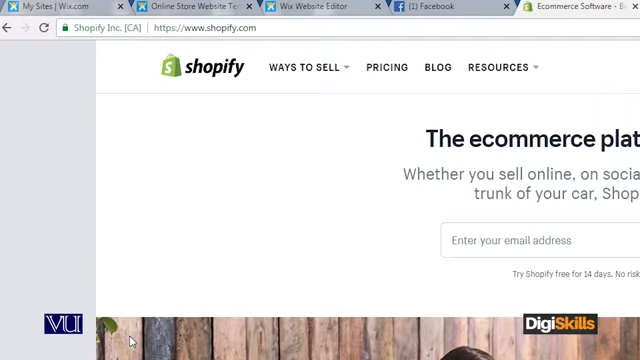 My Sites | Wix.com
Online Store Website Te
Wix Website Editor
(1) Facebook
Ecommerce Software - B
Shopify Inc. [CA]
https://www.shopify.com
shopify
WAYS TO SELL
PRICING
BLOG
RESOURCES
The ecommerce plat
Whether you sell online, on socia
trunk of your car, Shop
Enter your email address
Try Shopify free for 14 days. No risk
VU
DigiSkills